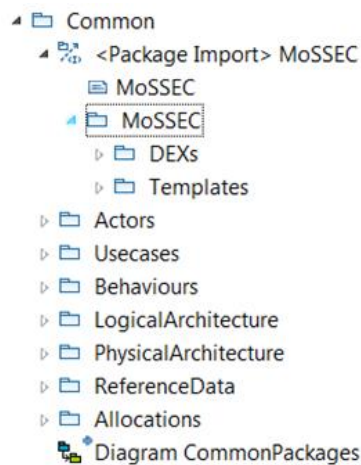 Common
<Package Import> MoSSEC
MoSSEC
MoSSEC
DEXs
Templates
Actors
Usecases
Behaviours
LogicalArchitecture
PhysicalArchitecture
ReferenceData
Allocations
Diagram CommonPackages